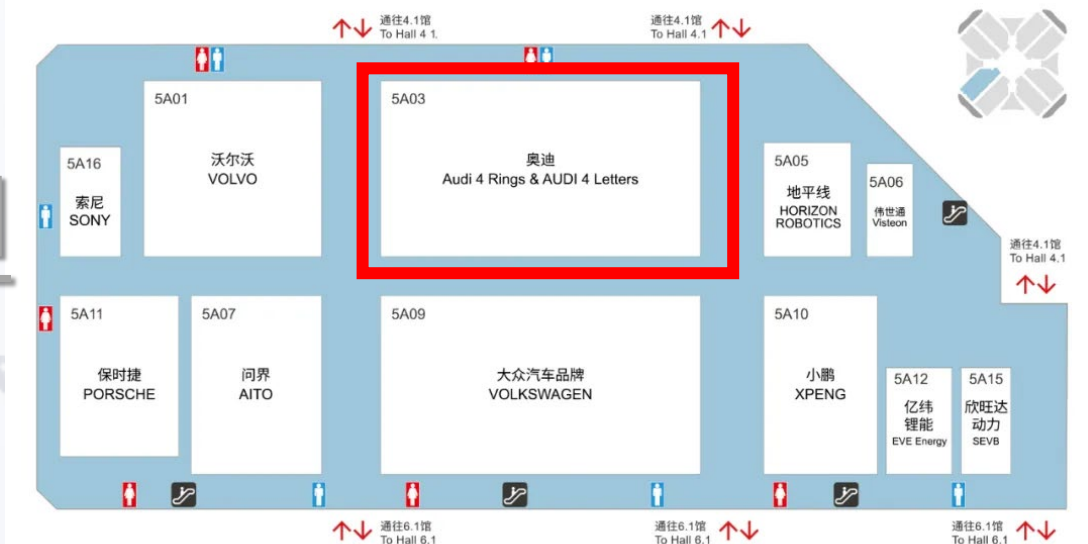 通往4.1馆
To Hall 4 1.
通往4.1馆
To Hall 4.1
5A01
沃尔沃
VOLVO
5A03
奥迪
Audi 4 Rings & AUDI 4 Letters
5A16
索尼
SONY
5A05
地平线
HORIZON
ROBOTICS
5A06
伟世通
Visteon
通往4.1馆
To Hall 4.1
5A11
保时捷
PORSCHE
5A07
问界
AITO
5A09
大众汽车品牌
VOLKSWAGEN
5A10
小鹏
XPENG
5A12
亿纬
锂能
EVE Energy
5A15
欣旺达
动力
SEVB
通往6.1馆
To Hall 6.1
通往6.1馆
To Hall 6.1
通往6.1馆
To Hall 6.1